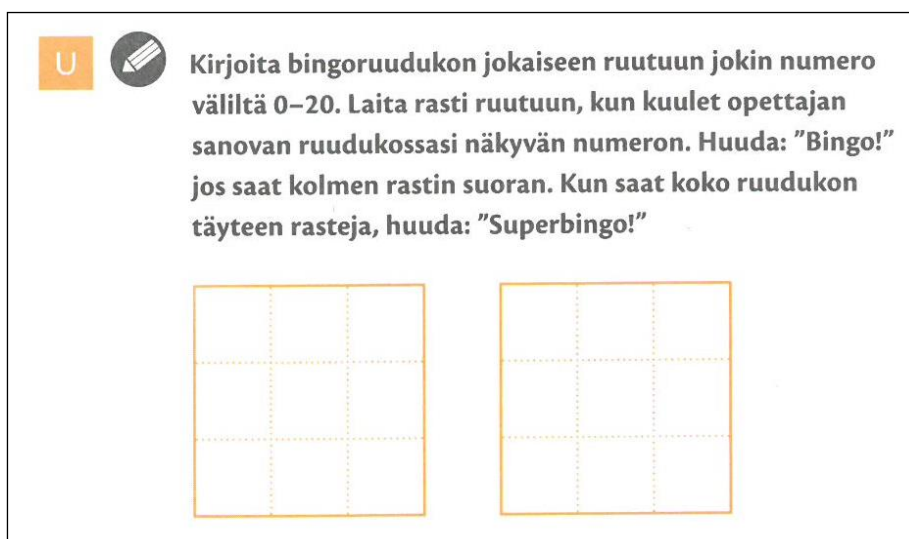 U
Kirjoita bingoruudukon jokaiseen ruutuun jokin numero
väliltä 0–20. Laita rasti ruutuun, kun kuulet opettajan
sanovan ruudukossasi näkyvän numeron. Huuda: ”Bingo!”
jos saat kolmen rastin suoran. Kun saat koko ruudukon
täyteen rasteja, huuda: ”Superbingo!”